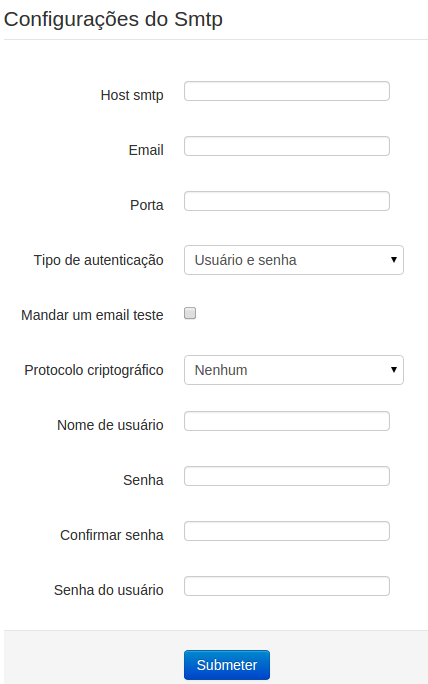 Configurações do Smtp
Host smtp
Email
Porta
Tipo de autenticação Usuário e senha
Mandar um email teste
Protocolo criptográfico Nenhum
Nome de usuário
Senha
Confirmar senha
Senha do usuário
Submeter